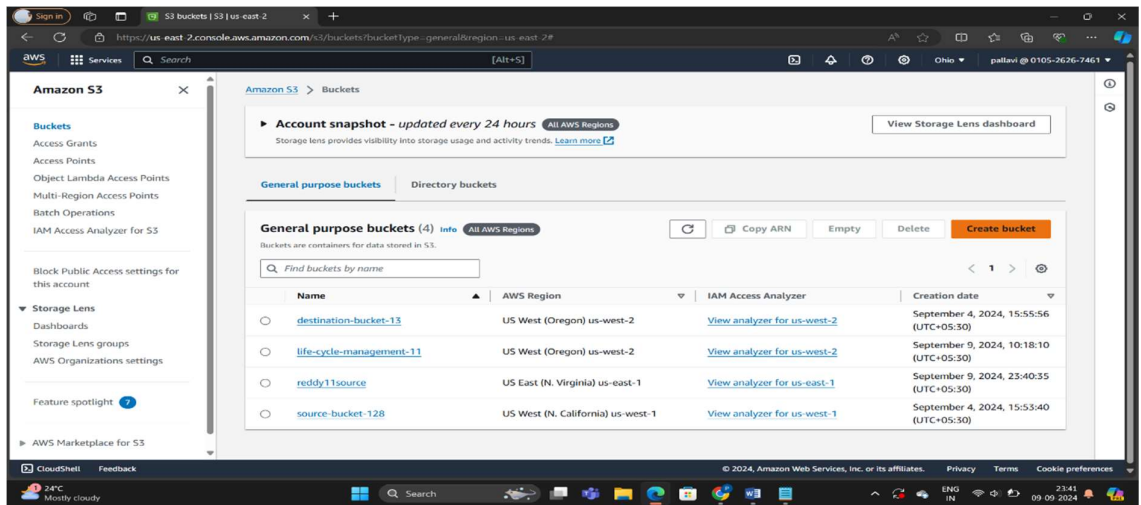 Sign in
S3 buckets | S3 | us-east-2
https://us-east-2.console.aws.amazon.com/s3/buckets?bucketType=general&region=us-east-2#
aws Services Search [Alt+S] Ohio pallavi @ 0105-2626-7461
Amazon S3
Buckets
Access Grants
Access Points
Object Lambda Access Points
Multi-Region Access Points
Batch Operations
IAM Access Analyzer for S3
Block Public Access settings for
this account
Storage Lens
Dashboards
Storage Lens groups
AWS Organizations settings
Feature spotlight 7
AWS Marketplace for S3
Amazon S3 > Buckets
Account snapshot - updated every 24 hours All AWS Regions
Storage lens provides visibility into storage usage and activity trends. Learn more
View Storage Lens dashboard
General purpose buckets Directory buckets
General purpose buckets (4) Info All AWS Regions
Buckets are containers for data stored in S3.
Copy ARN Empty Delete Create bucket
Find buckets by name
1
Name AWS Region IAM Access Analyzer Creation date
destination-bucket-13 US West (Oregon) us-west-2 View analyzer for us-west-2 September 4, 2024, 15:55:56
(UTC+05:30)
life-cycle-management-11 US West (Oregon) us-west-2 View analyzer for us-west-2 September 9, 2024, 10:18:10
(UTC+05:30)
reddy11source US East (N. Virginia) us-east-1 View analyzer for us-east-1 September 9, 2024, 23:40:35
(UTC+05:30)
source-bucket-128 US West (N. California) us-west-1 View analyzer for us-west-1 September 4, 2024, 15:53:40
(UTC+05:30)
CloudShell Feedback © 2024, Amazon Web Services, Inc. or its affiliates. Privacy Terms Cookie preferences
24°C
Mostly cloudy
Search
ENG
IN
23:41
09-09-2024